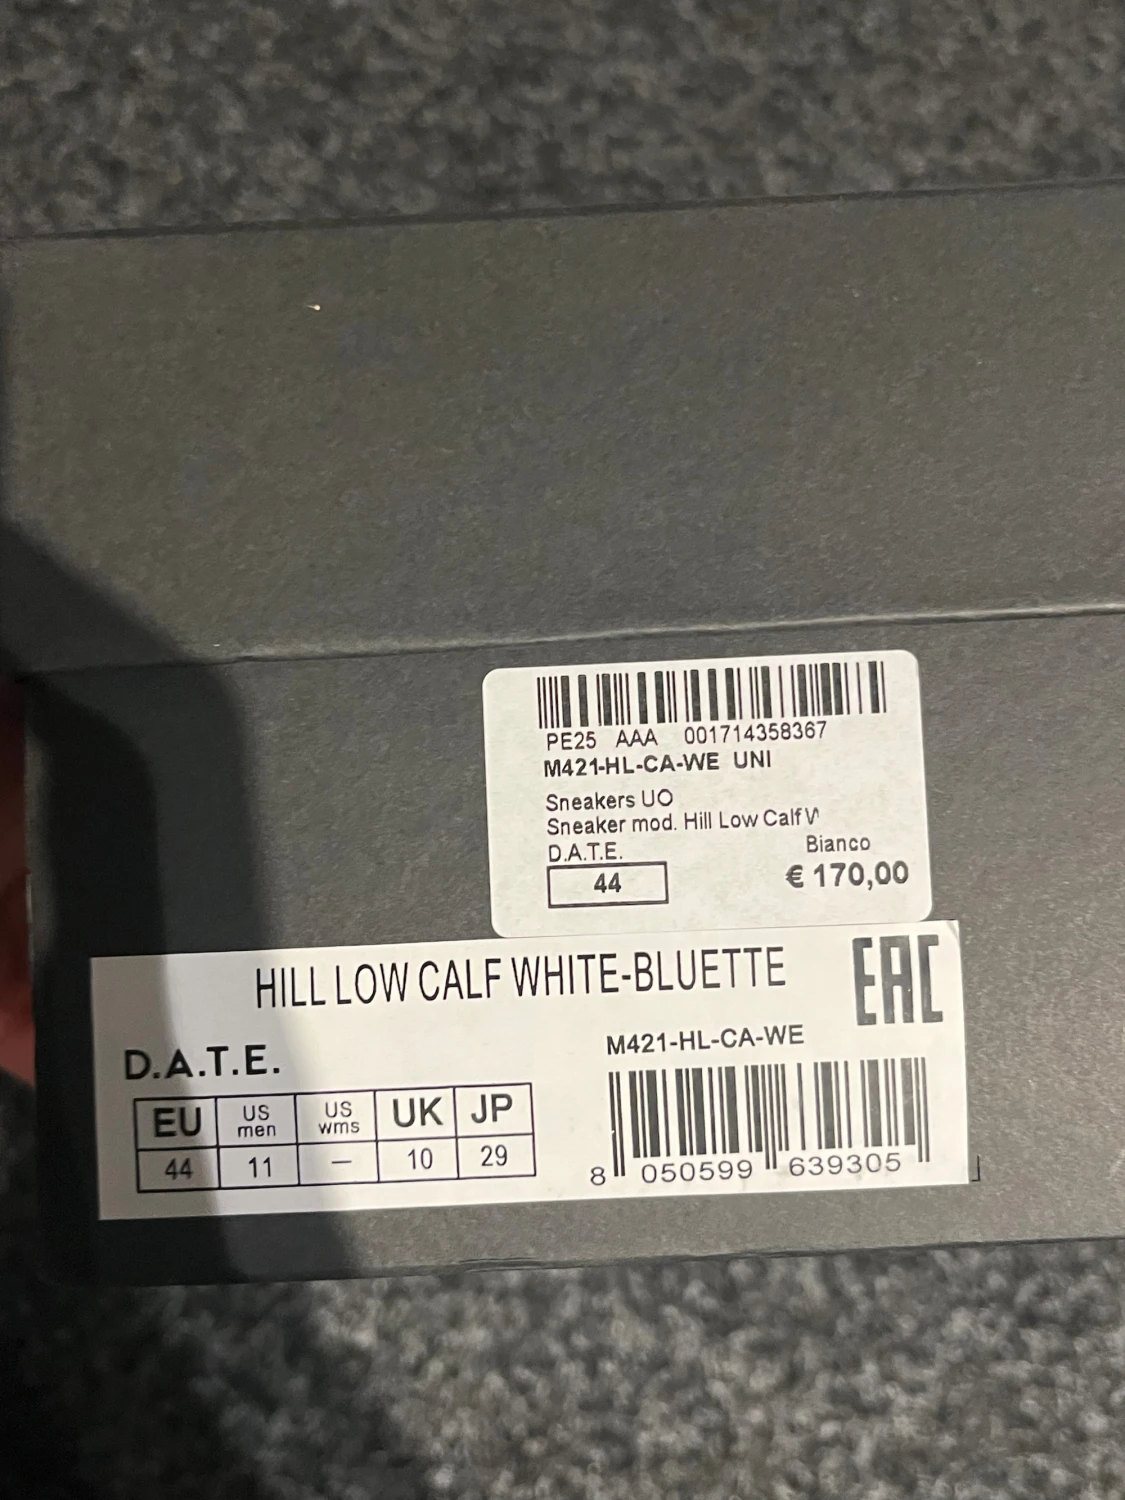 PE25 AAA 001714358367
M421-HL-CA-WE UNI
Sneakers UO
Sneaker mod. Hill Low Calf
D.A.T.E. Bianco
44 € 170,00
HILL LOW CALF WHITE-BLUETTE EAC
D.A.T.E.
EU US men US wms UK JP
44 11 — 10 29
M421-HL-CA-WE
8 050599 639305